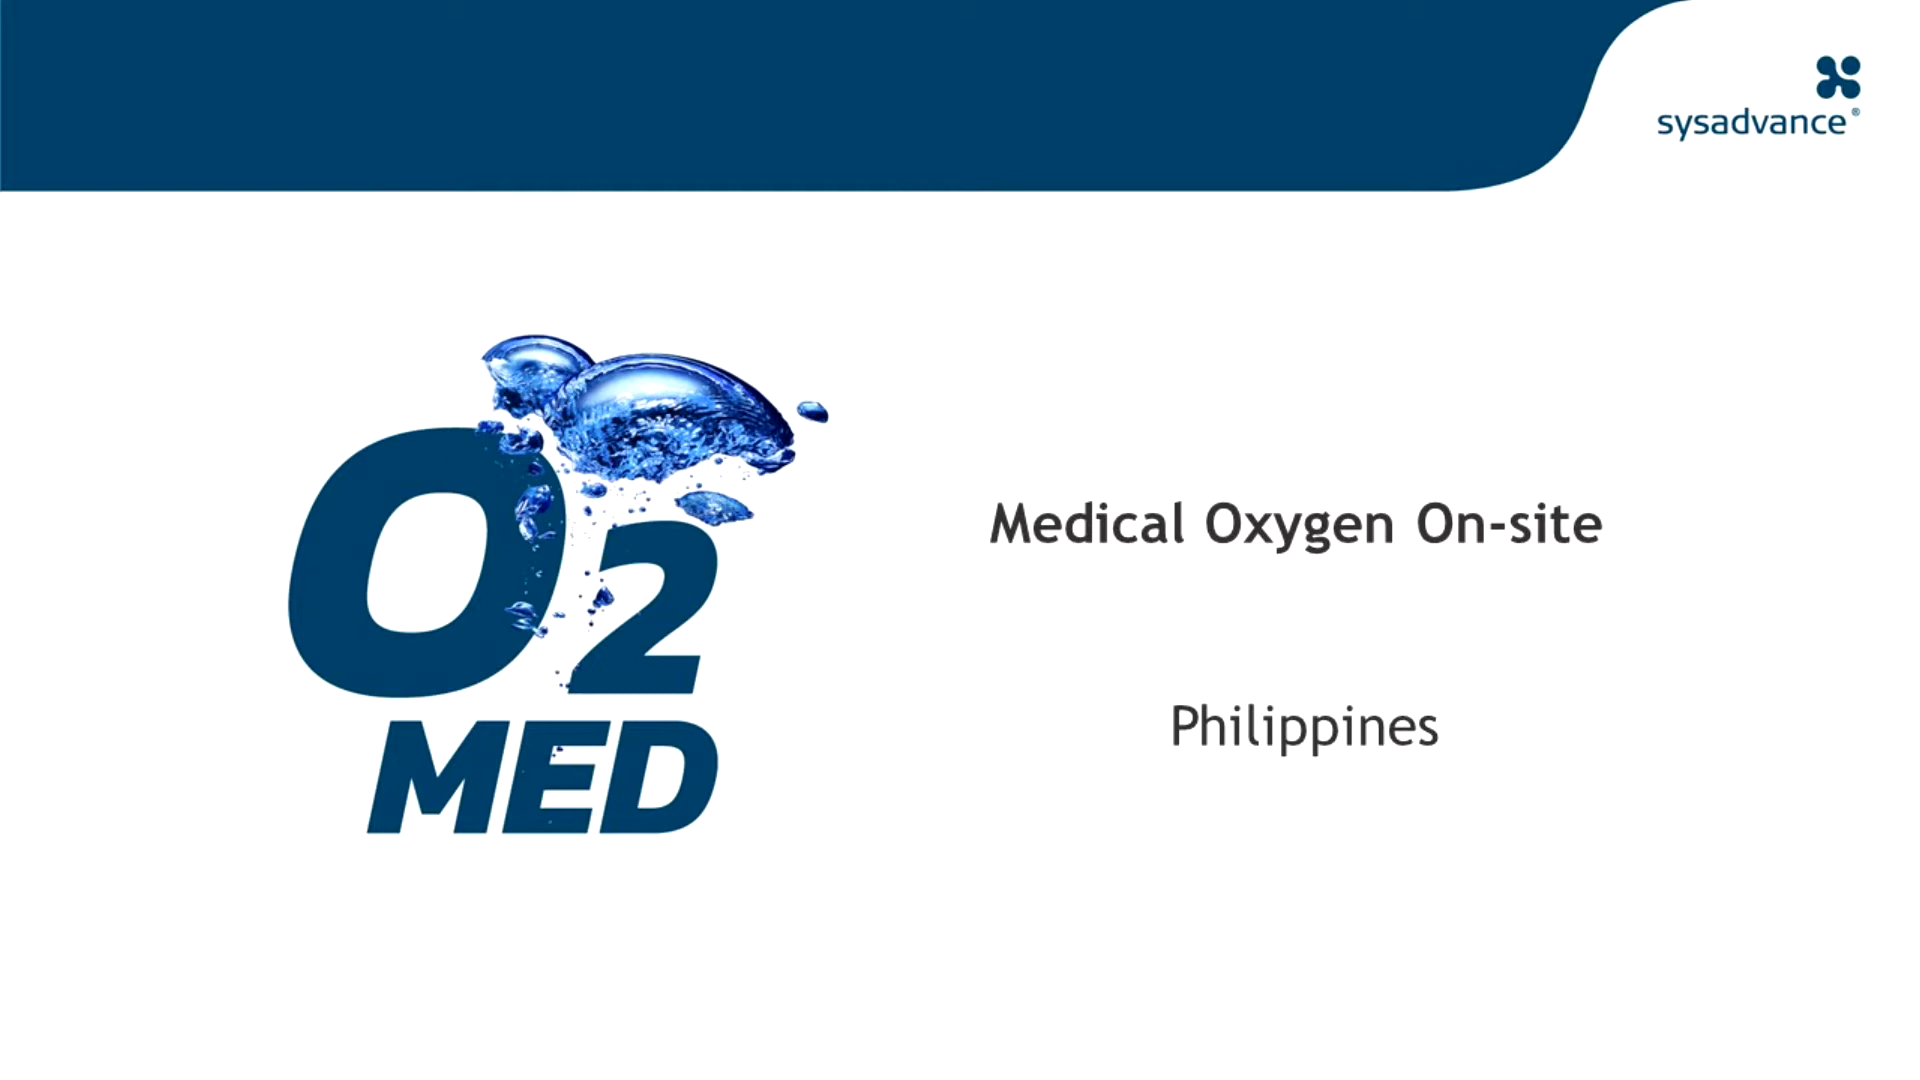 sysadvance®
O2
MED
Medical Oxygen On-site
Philippines